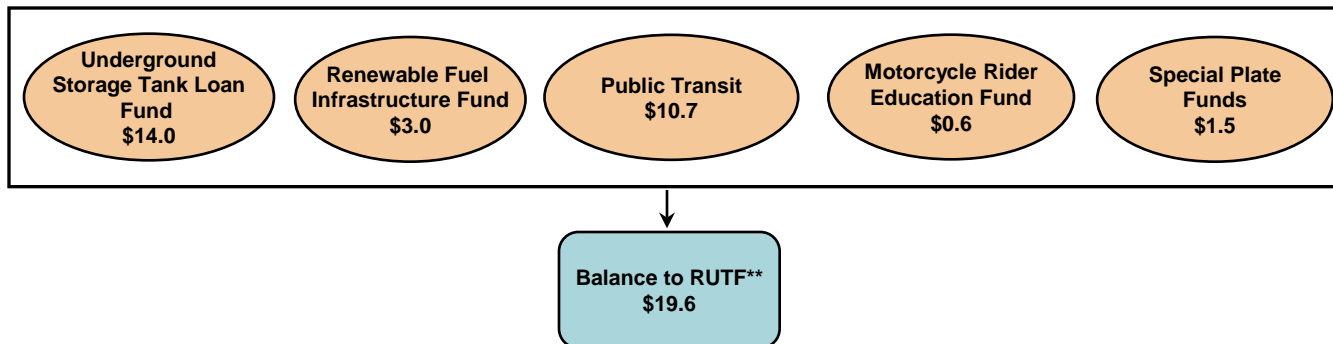 Underground
Storage Tank Loan
Fund
$14.0
Renewable Fuel
Infrastructure Fund
$3.0
Public Transit
$10.7
Motorcycle Rider
Education Fund
$0.6
Special Plate
Funds
$1.5
Balance to RUTF**
$19.6